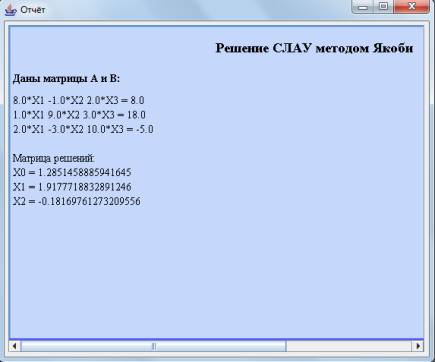 Отчёт
Решение СЛАУ методом Якоби
Даны матрицы А и В:
8.0*X1 -1.0*X2 2.0*X3 = 8.0
1.0*X1 9.0*X2 3.0*X3 = 18.0
2.0*X1 -3.0*X2 10.0*X3 = -5.0
Матрица решений:
X0 = 1.2851458885941645
X1 = 1.9177718832891246
X2 = -0.18169761273209556